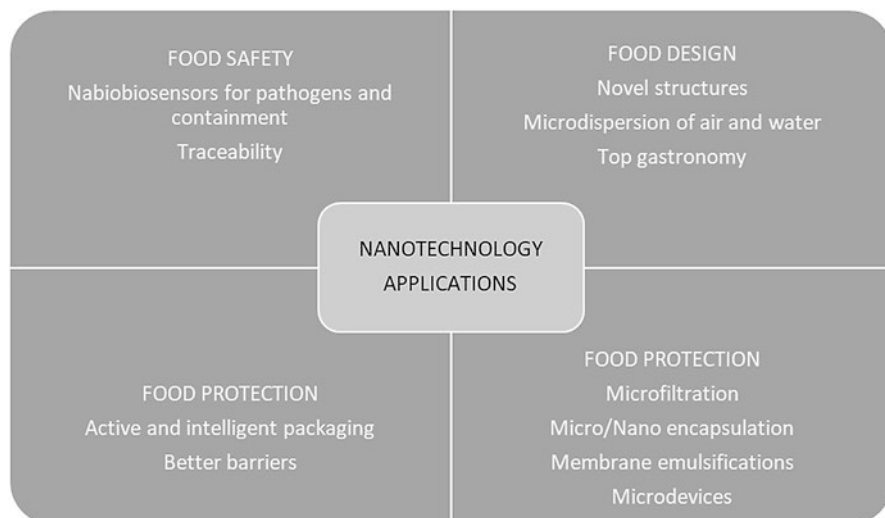 FOOD SAFETY
Nabiobiosensors for pathogens and
containment
Traceability
FOOD DESIGN
Novel structures
Microdispersion of air and water
Top gastronomy
NANOTECHNOLOGY
APPLICATIONS
FOOD PROTECTION
Active and intelligent packaging
Better barriers
FOOD PROTECTION
Microfiltration
Micro/Nano encapsulation
Membrane emulsifications
Microdevices